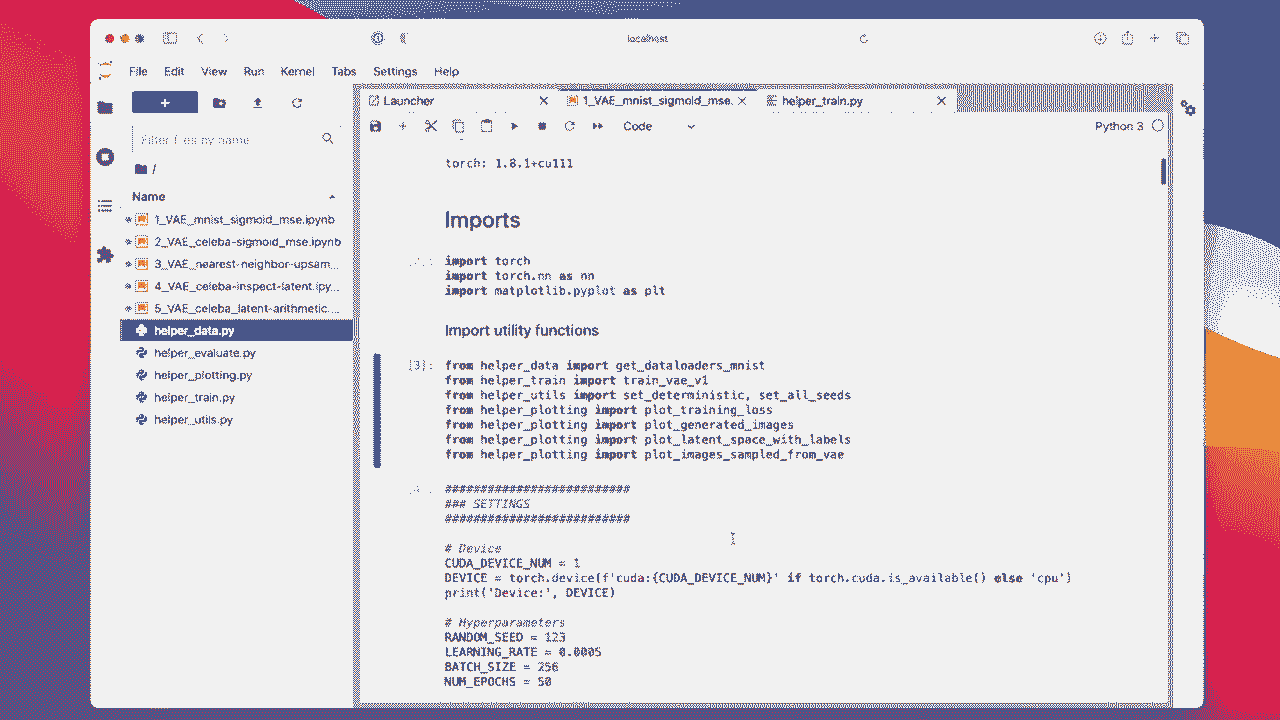 localhost
File Edit View Run Kernel Tabs Settings Help
Launcher 1_VAE_mnist_sigmoid_mse. helper_train.py
Filter files by name
Code Python 3
/
Name
1_VAE_mnist_sigmoid_mse.ipynb
2_VAE_celeba-sigmoid_mse.ipynb
3_VAE_nearest-neighbor-upsam...
4_VAE_celeba-inspect-latent.ipy...
5_VAE_celeba_latent-arithmetic....
helper_data.py
helper_evaluate.py
helper_plotting.py
helper_train.py
helper_utils.py
torch: 1.8.1+cu111
Imports
import torch
import torch.nn as nn
import matplotlib.pyplot as plt
Import utility functions
[3]: from helper_data import get_dataloaders_mnist
from helper_train import train_vae_v1
from helper_utils import set_deterministic, set_all_seeds
from helper_plotting import plot_training_loss
from helper_plotting import plot_generated_images
from helper_plotting import plot_latent_space_with_labels
from helper_plotting import plot_images_sampled_from_vae
##########################
### SETTINGS
##########################
# Device
CUDA_DEVICE_NUM = 1
DEVICE = torch.device(f'cuda:{CUDA_DEVICE_NUM}' if torch.cuda.is_available() else 'cpu')
print('Device:', DEVICE)
# Hyperparameters
RANDOM_SEED = 123
LEARNING_RATE = 0.0005
BATCH_SIZE = 256
NUM_EPOCHS = 50